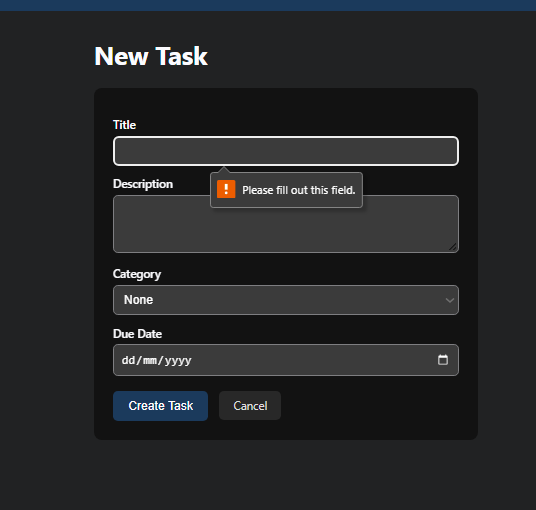 New Task
Title
Please fill out this field.
Description
Category
None
Due Date
dd/mm/yyyy
Create Task
Cancel